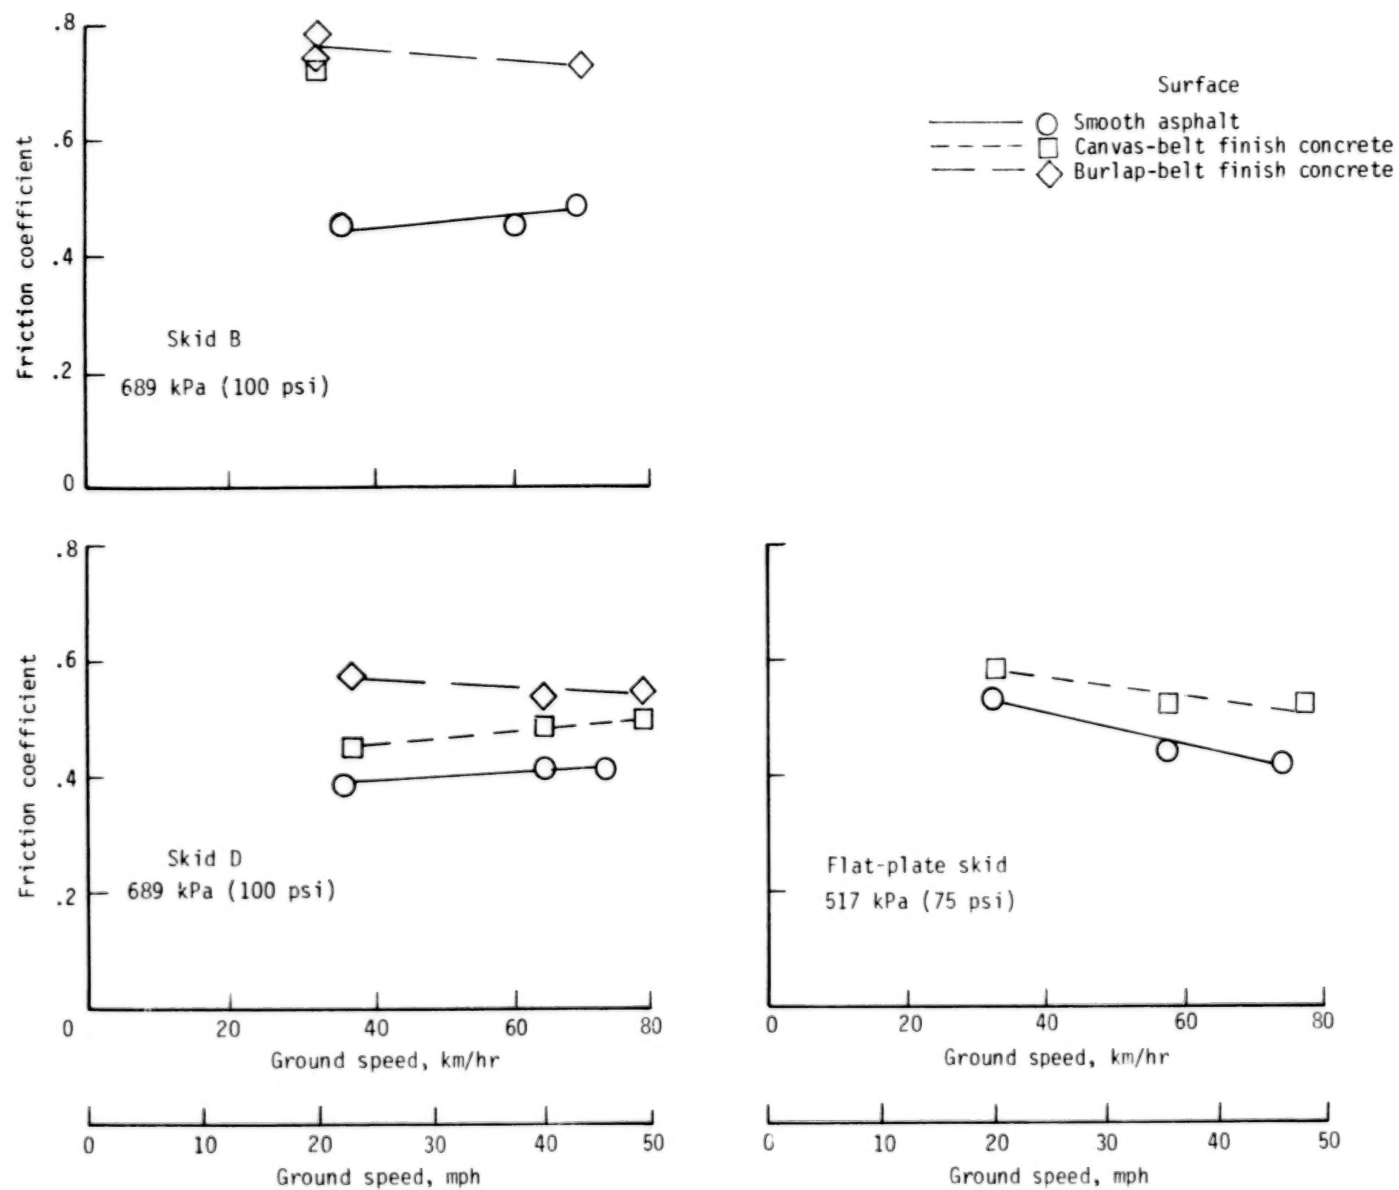 .8
.6
.4
.2
0
Friction coefficient
Skid B
689 kPa (100 psi)
Surface
Smooth asphalt
Canvas-belt finish concrete
Burlap-belt finish concrete
.8
.6
.4
.2
Friction coefficient
Skid D
689 kPa (100 psi)
0 20 40 60 80
Ground speed, km/hr
0 10 20 30 40 50
Ground speed, mph
Flat-plate skid
517 kPa (75 psi)
0 20 40 60 80
Ground speed, km/hr
0 10 20 30 40 50
Ground speed, mph